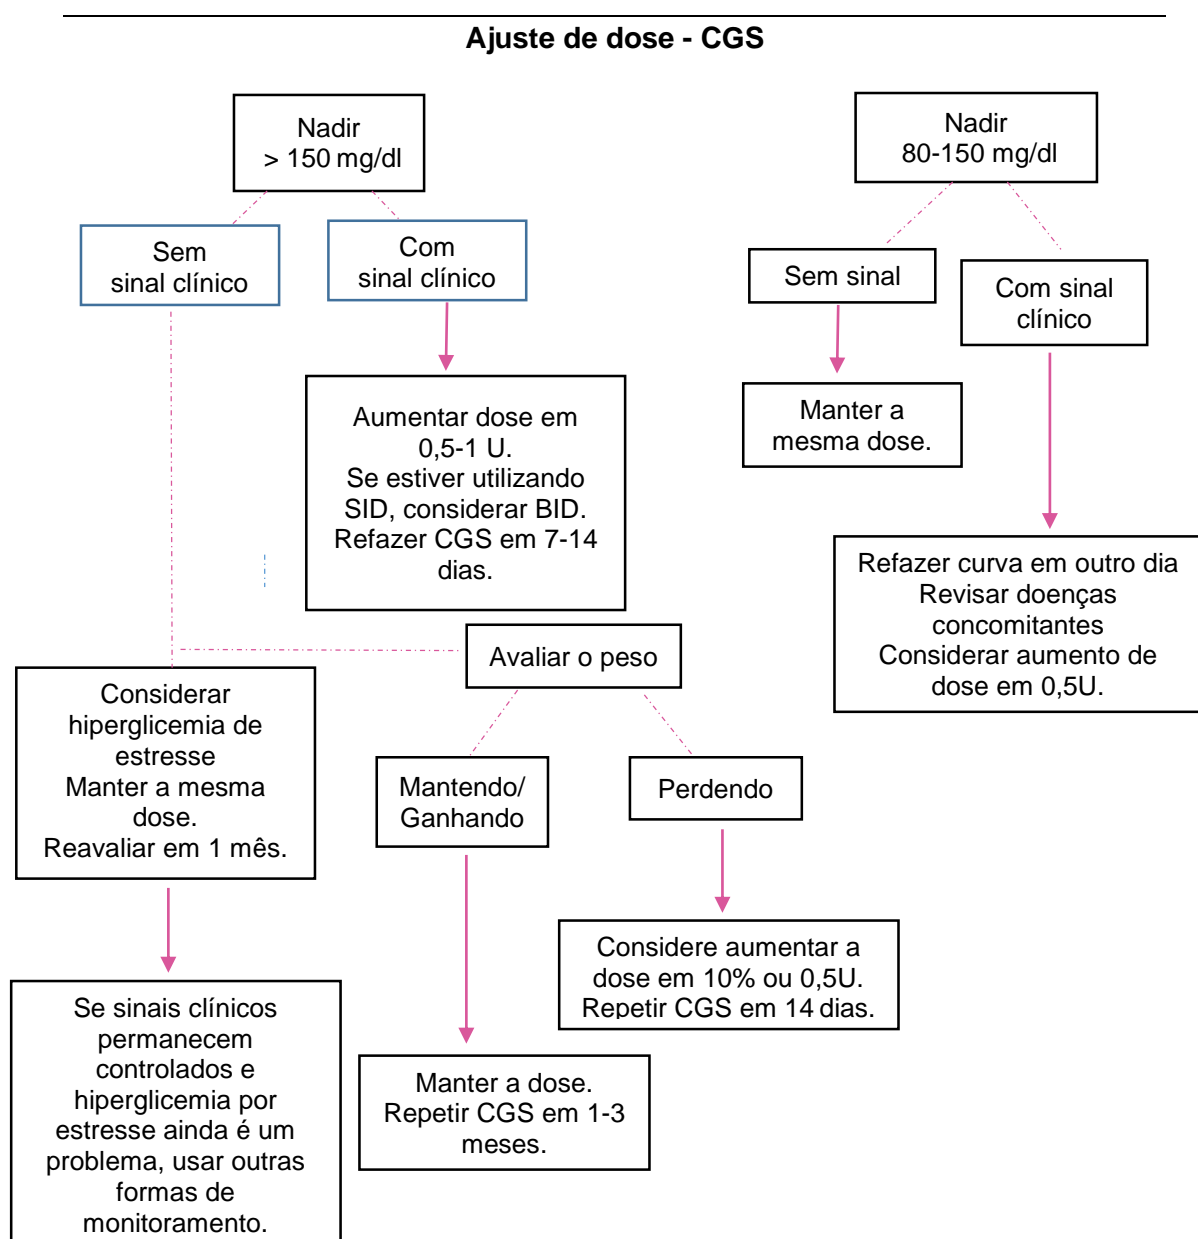 Ajuste de dose - CGS
Nadir
> 150 mg/dl
Nadir
80-150 mg/dl
Sem
sinal clínico
Com
sinal clínico
Sem sinal
Com sinal
clínico
Aumentar dose em
0,5-1 U.
Se estiver utilizando
SID, considerar BID.
Refazer CGS em 7-14
dias.
Manter a
mesma dose.
Refazer curva em outro dia
Revisar doenças
concomitantes
Considerar aumento de
dose em 0,5U.
Avaliar o peso
Considerar
hiperglicemia de
estresse
Manter a mesma
dose.
Reavaliar em 1 mês.
Mantendo/
Ganhando
Perdendo
Considere aumentar a
dose em 10% ou 0,5U.
Repetir CGS em 14 dias.
Se sinais clínicos
permanecem
controlados e
hiperglicemia por
estresse ainda é um
problema, usar outras
formas de
monitoramento.
Manter a dose.
Repetir CGS em 1-3
meses.